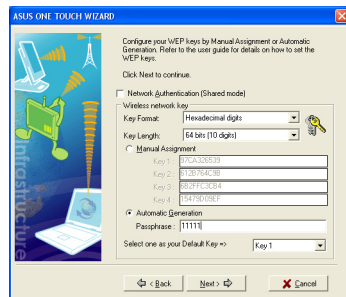 ASUS ONE TOUCH WIZARD
Configure your WEP keys by Manual Assignment or Automatic
Generation. Refer to the user guide for details on how to set the
WEP keys.
Click Next to continue.
Network Authentication (Shared mode)
Wireless network key
Key Format: Hexadecimal digits
Key Length: 64 bits (10 digits)
Manual Assignment
Key 1 : 97CA326539
Key 2 : 612B764C9B
Key 3 : 6B2FFC3CB4
Key 4 : 15479D09EF
Automatic Generation
Passphrase : 11111
Select one as your Default Key => Key 1
< Back Next > Cancel
Infrastructure